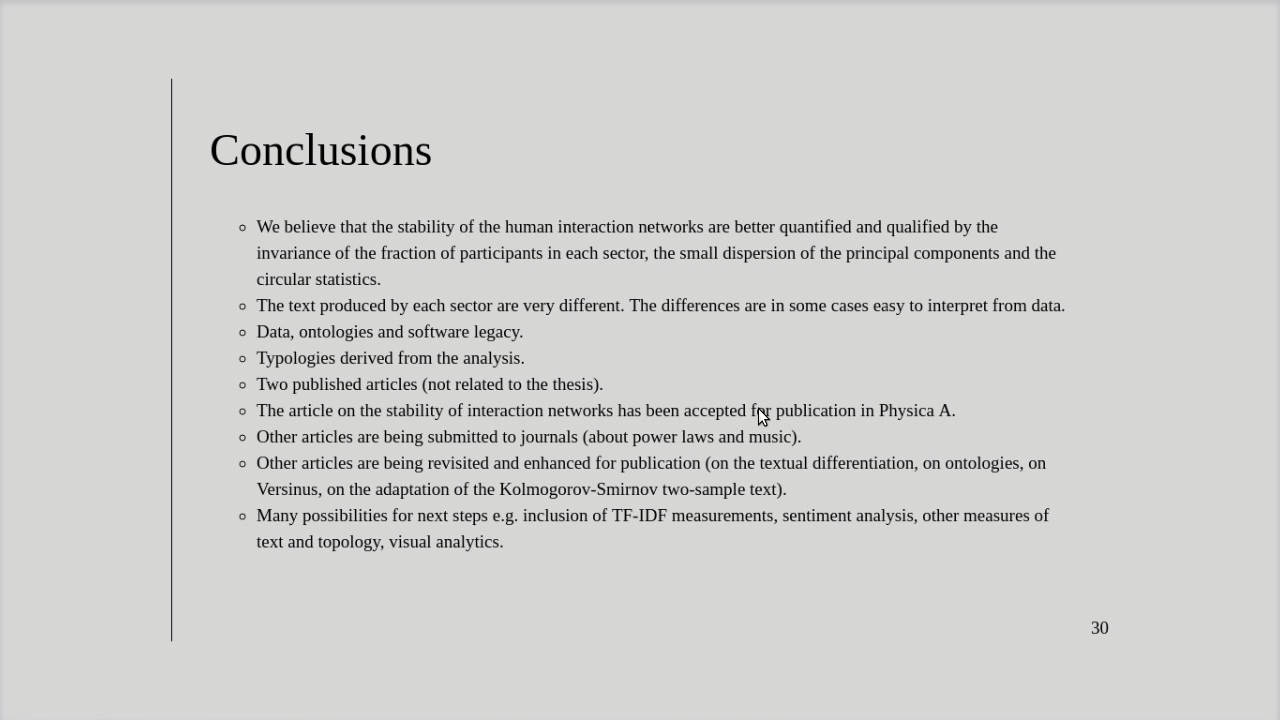 Conclusions
We believe that the stability of the human interaction networks are better quantified and qualified by the
invariance of the fraction of participants in each sector, the small dispersion of the principal components and the
circular statistics.
The text produced by each sector are very different. The differences are in some cases easy to interpret from data.
Data, ontologies and software legacy.
Typologies derived from the analysis.
Two published articles (not related to the thesis).
The article on the stability of interaction networks has been accepted for publication in Physica A.
Other articles are being submitted to journals (about power laws and music).
Other articles are being revisited and enhanced for publication (on the textual differentiation, on ontologies, on
Versinus, on the adaptation of the Kolmogorov-Smirnov two-sample text).
Many possibilities for next steps e.g. inclusion of TF-IDF measurements, sentiment analysis, other measures of
text and topology, visual analytics.
30